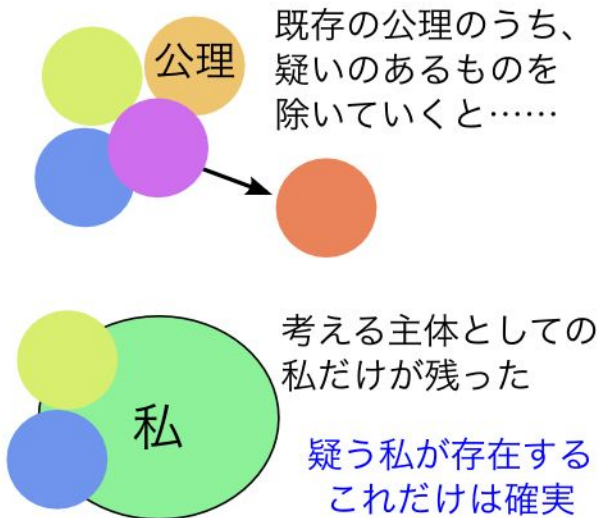 公理
既存の公理のうち、
疑いのあるものを
除いていくと……
私
考える主体としての
私だけが残った
疑う私が存在する
これだけは確実